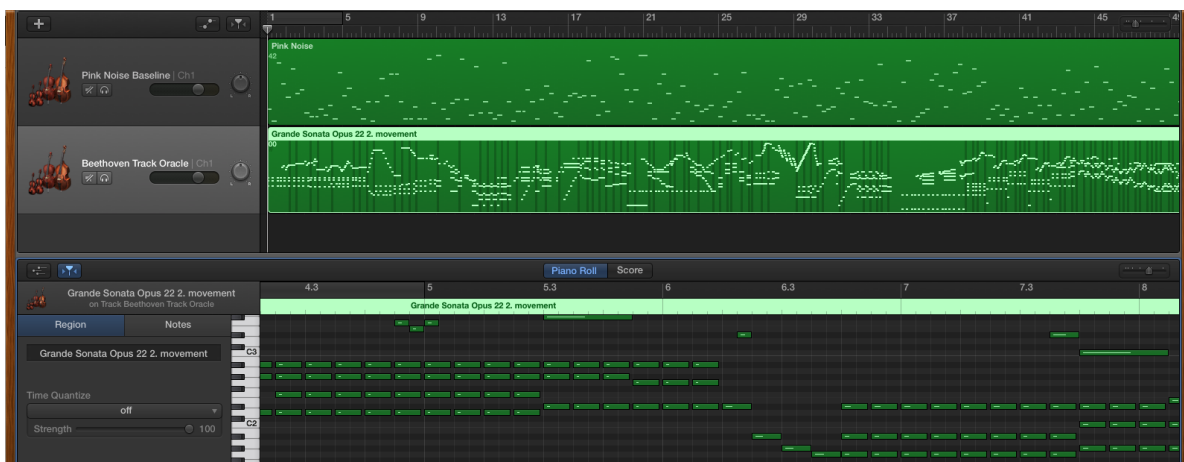 1 5 9 13 17 21 25 29 33 37 41 45
Pink Noise
42
Pink Noise Baseline | Ch1
Grande Sonata Opus 22 2. movement
00
Beethoven Track Oracle | Ch1
Piano Roll Score
4.3 5 5.3 6 6.3 7 7.3 8
Grande Sonata Opus 22 2. movement
on Track Beethoven Track Oracle
Grande Sonata Opus 22 2. movement
Region Notes
Grande Sonata Opus 22 2. movement
C3
Time Quantize
off
C2
Strength 100